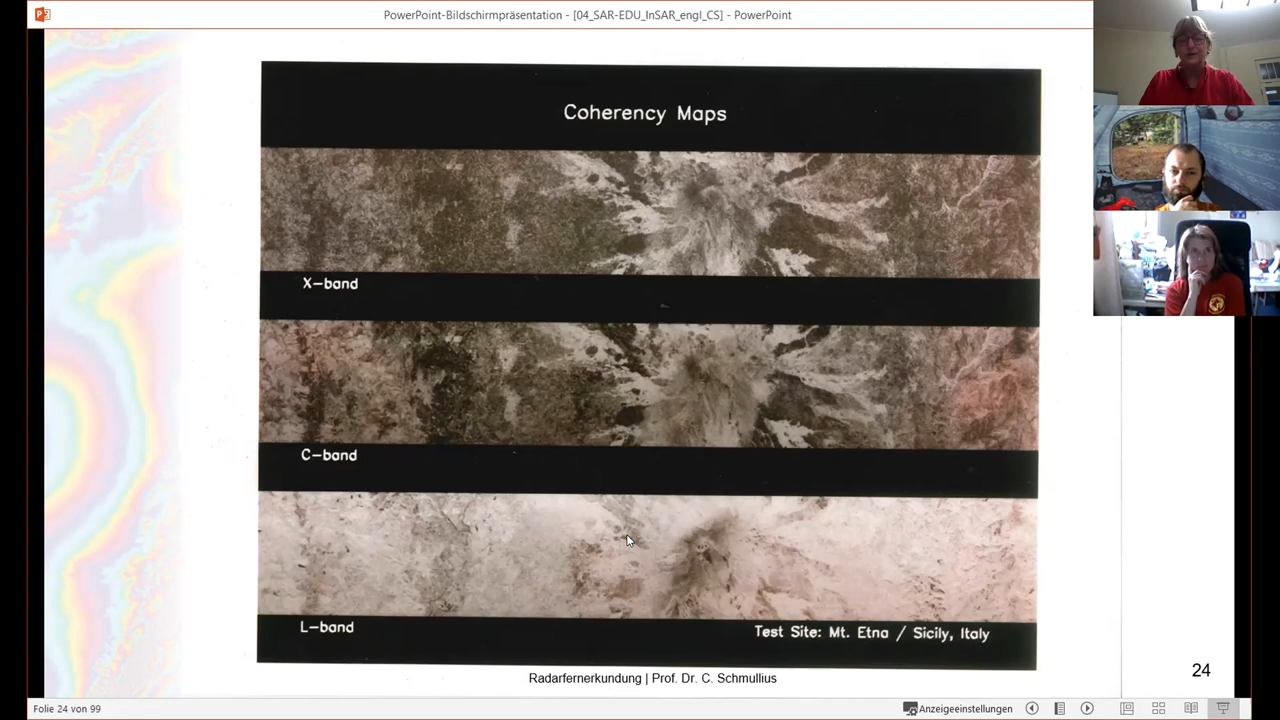 PowerPoint-Bildschirmpräsentation - [04_SAR-EDU_InSAR_engl_CS] - PowerPoint
Coherency Maps
X-band
C-band
L-band
Test Site: Mt. Etna / Sicily, Italy
24
Radarfernerkundung | Prof. Dr. C. Schmullius
Folie 24 von 99
Anzeigeeinstellungen